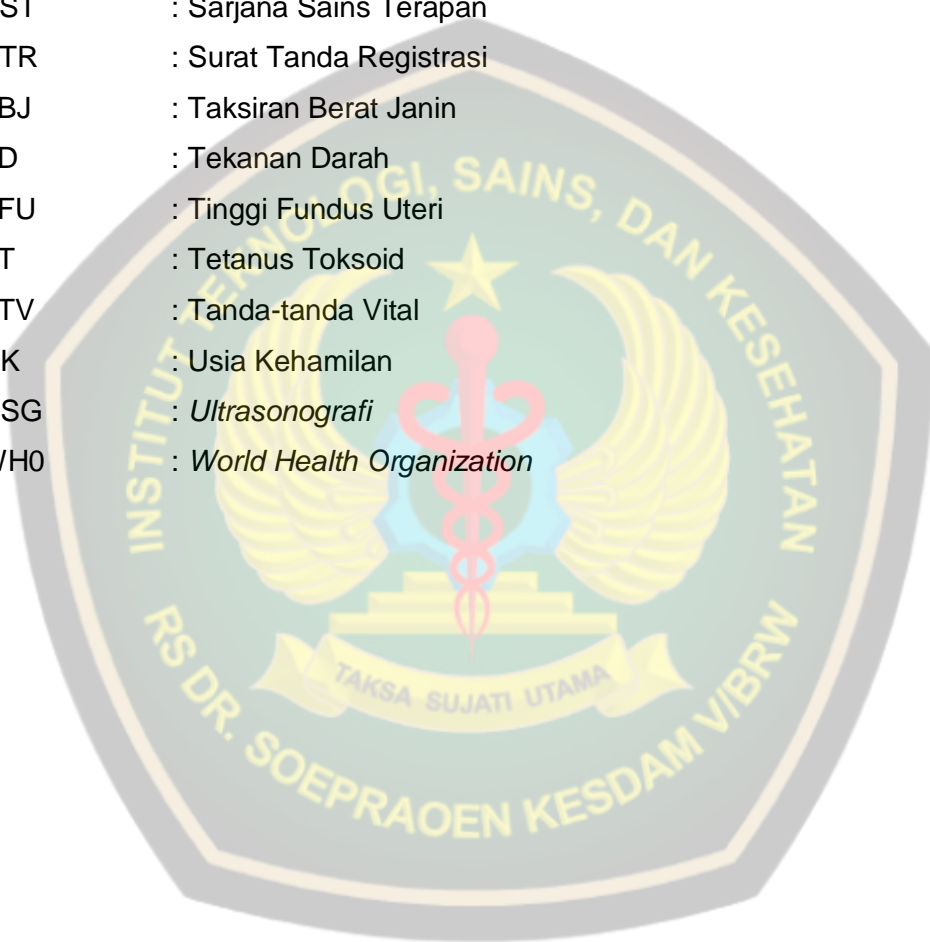 ST : Sarjana Sains Terapan
TR : Surat Tanda Registrasi
BJ : Taksiran Berat Janin
D : Tekanan Darah
FU : Tinggi Fundus Uteri
T : Tetanus Toksoid
TV : Tanda-tanda Vital
K : Usia Kehamilan
SG : Ultrasonografi
H0 : World Health Organization
INSTITUT TEKNOLOGI, SAINS, DAN KESEHATAN
TAKSA SUJATI UTAMA
RS DR. SOEPRAOEN KESDAM V/BRW